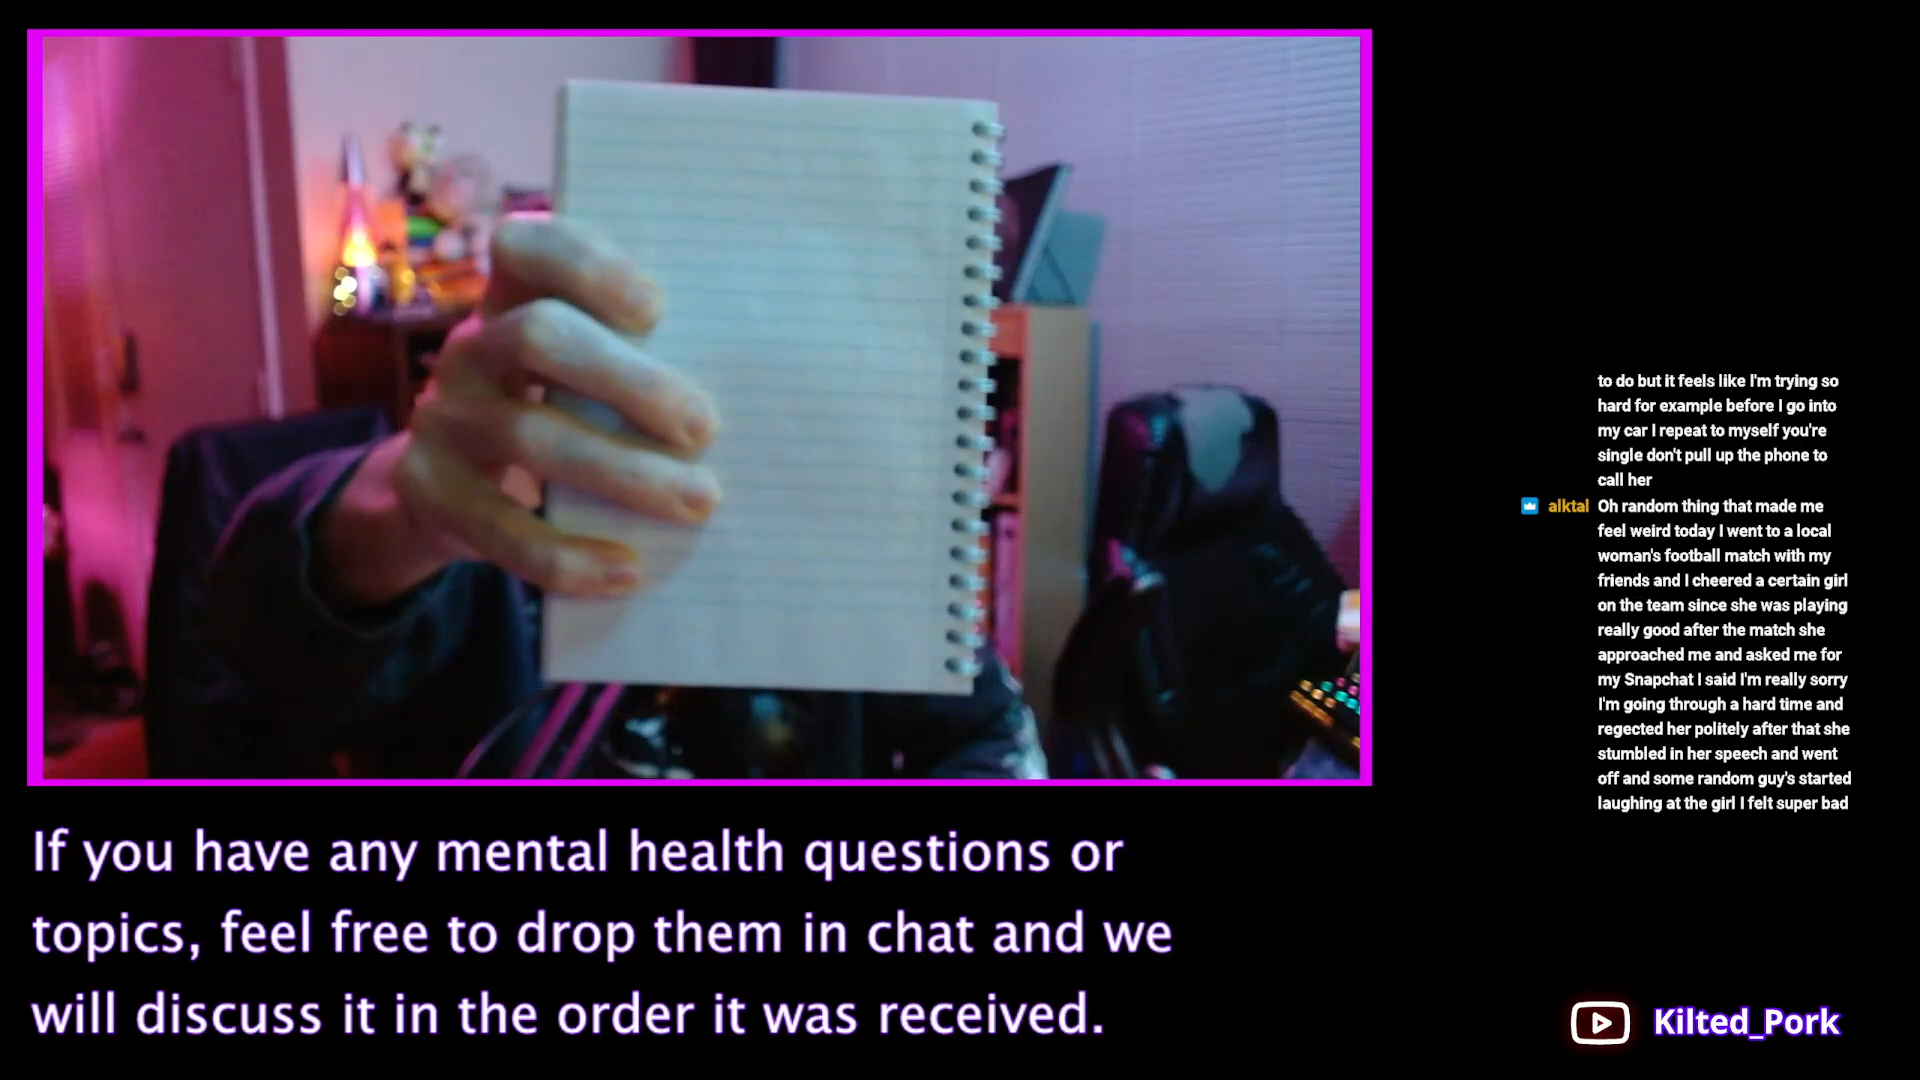 to do but it feels like I'm trying so
hard for example before I go into
my car I repeat to myself you're
single don't pull up the phone to
call her
alktal Oh random thing that made me
feel weird today I went to a local
woman's football match with my
friends and I cheered a certain girl
on the team since she was playing
really good after the match she
approached me and asked me for
my Snapchat I said I'm really sorry
I'm going through a hard time and
regected her politely after that she
stumbled in her speech and went
off and some random guy's started
laughing at the girl I felt super bad
If you have any mental health questions or
topics, feel free to drop them in chat and we
will discuss it in the order it was received.
Kilted_Pork